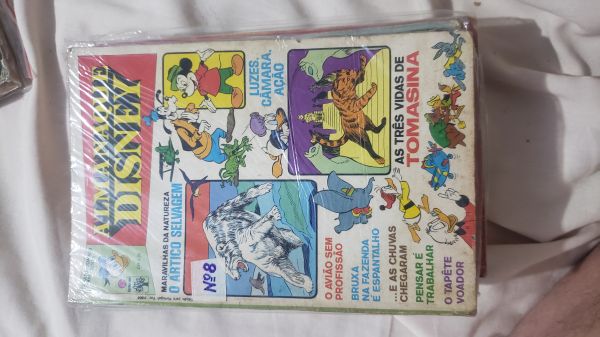 ALMANAQUE
DISNEY
LUZES,
CÂMARA,
AÇÃO
AS TRÊS VIDAS DE
TOMASINA
MARAVILHAS DA NATUREZA
O ÁRTICO SELVAGEM
Nº 8
O AVIÃO SEM
PROFISSÃO
BRUXA
NA FAZENDA
E ESPANTALHO
...E AS CHUVAS
CHEGARAM
PENSAR É
TRABALHAR
O TAPÊTE
VOADOR